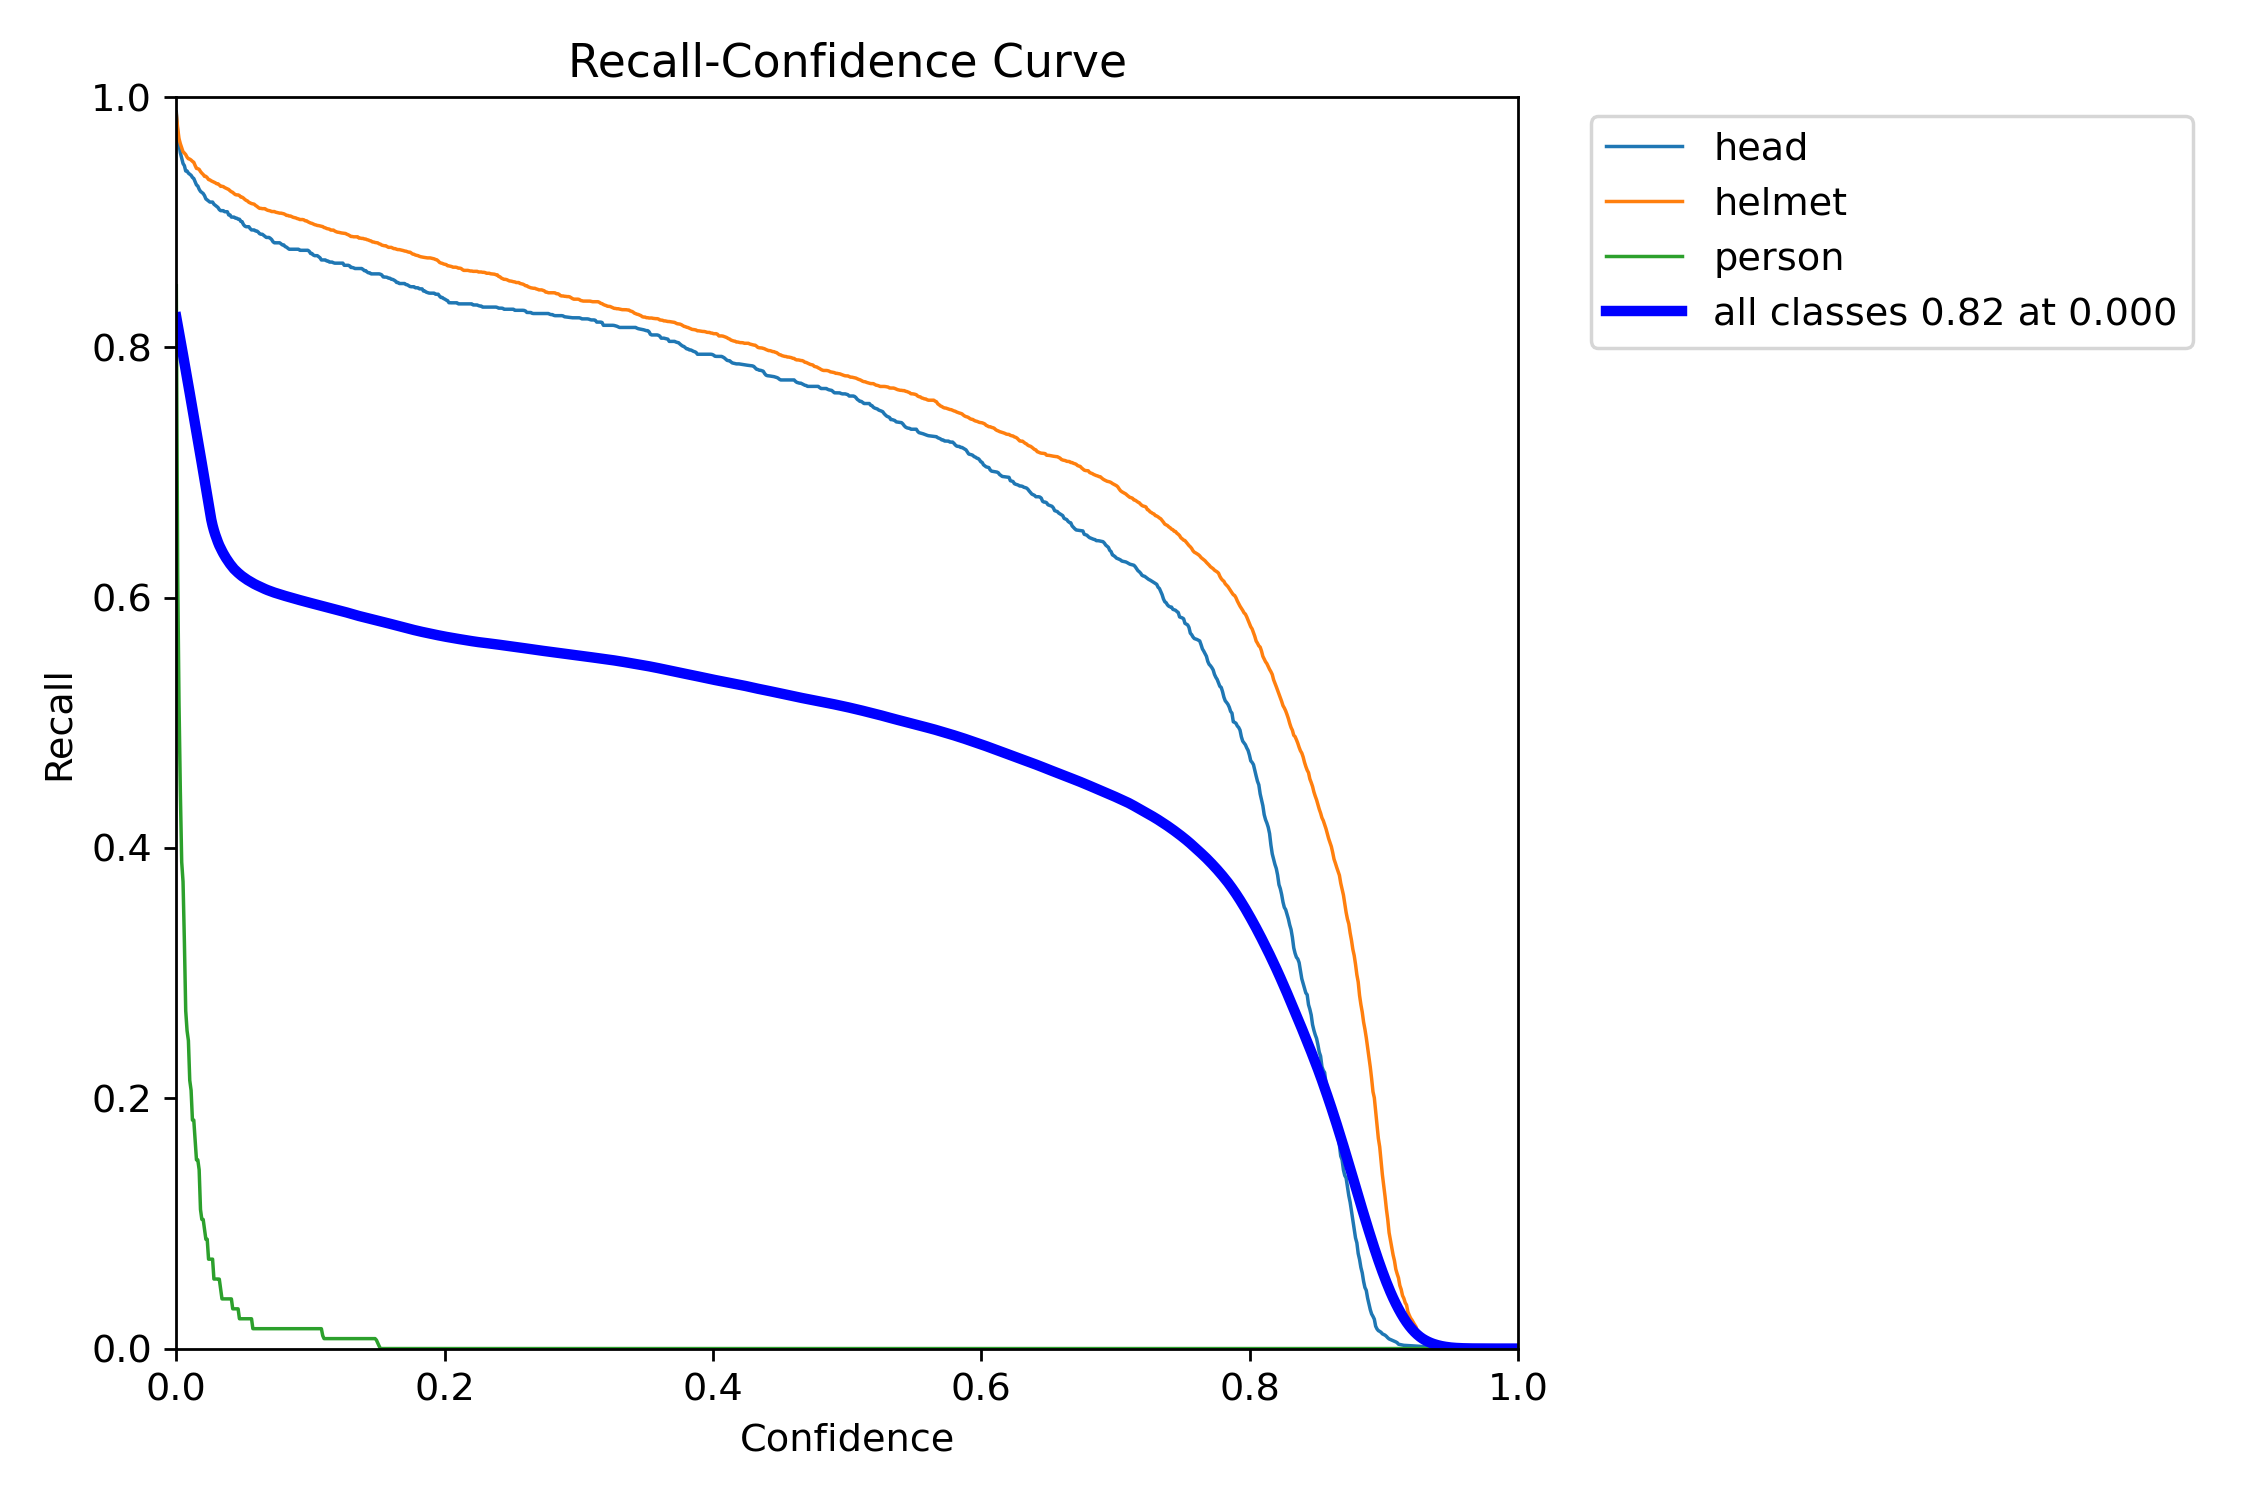 Recall-Confidence Curve
1.0
0.8
0.6
0.4
0.2
0.0
Recall
0.0 0.2 0.4 0.6 0.8 1.0
Confidence
head
helmet
person
all classes 0.82 at 0.000